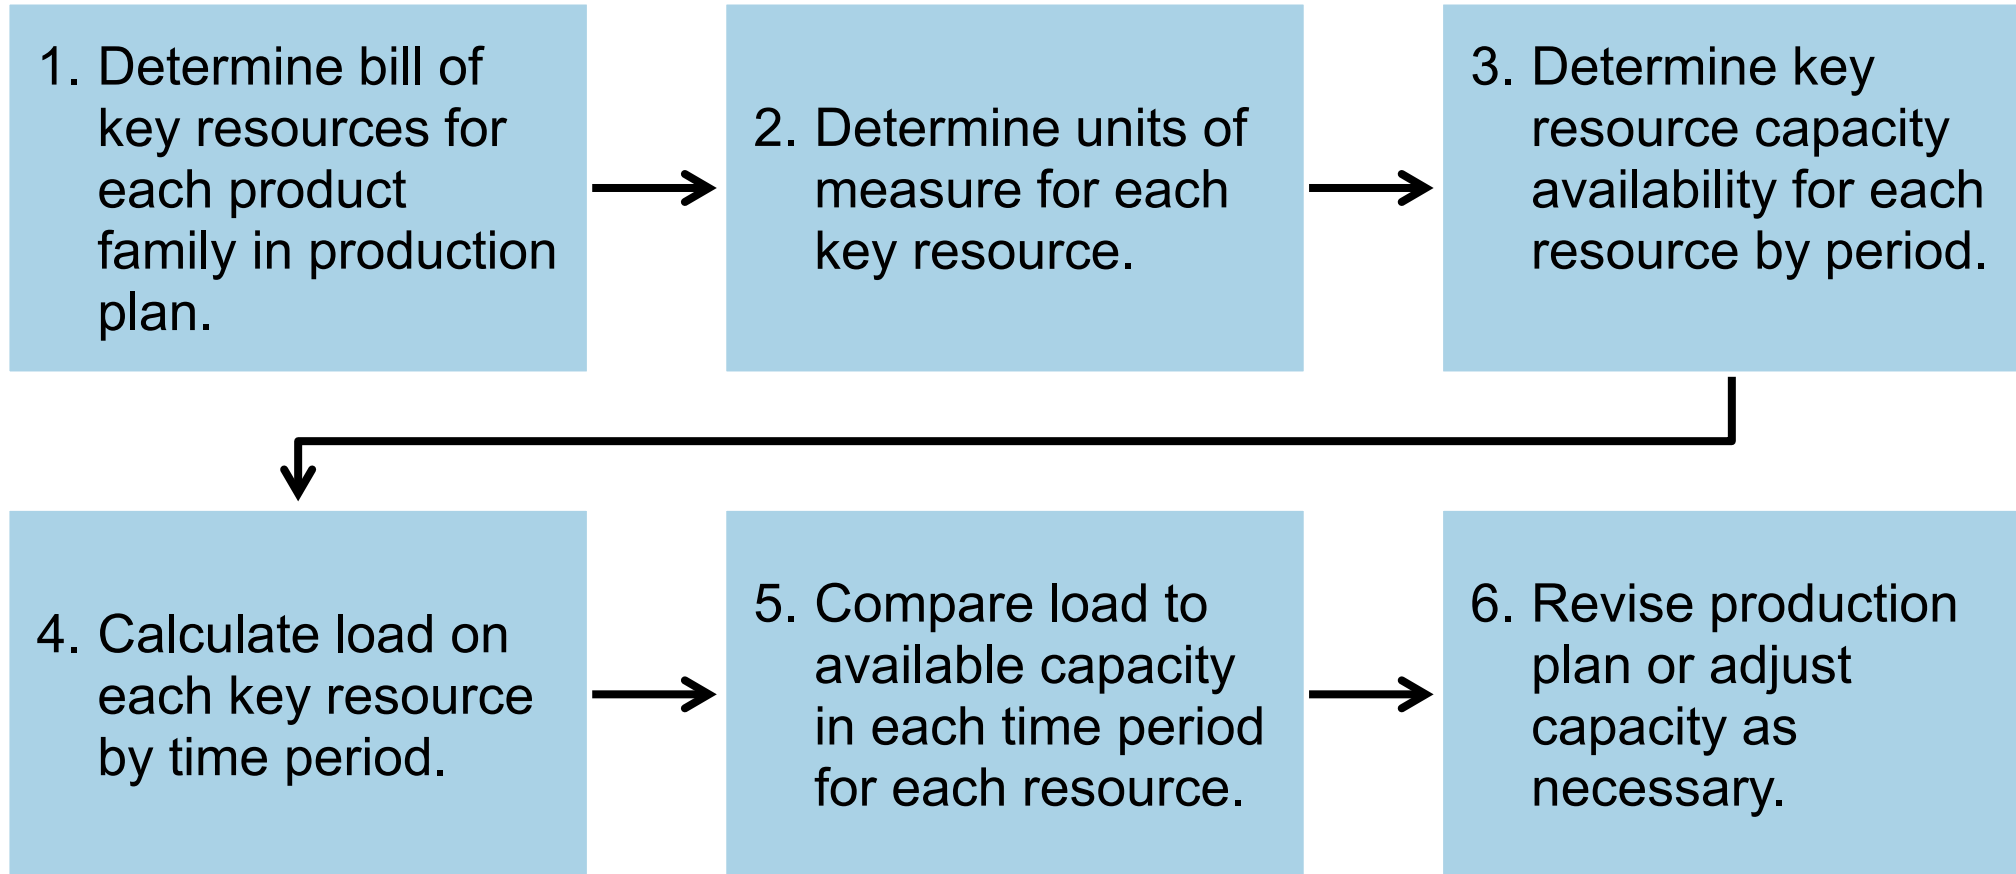 1. Determine bill of
key resources for
each product
family in production
plan.
2. Determine units of
measure for each
key resource.
3. Determine key
resource capacity
availability for each
resource by period.
4. Calculate load on
each key resource
by time period.
5. Compare load to
available capacity
in each time period
for each resource.
6. Revise production
plan or adjust
capacity as
necessary.